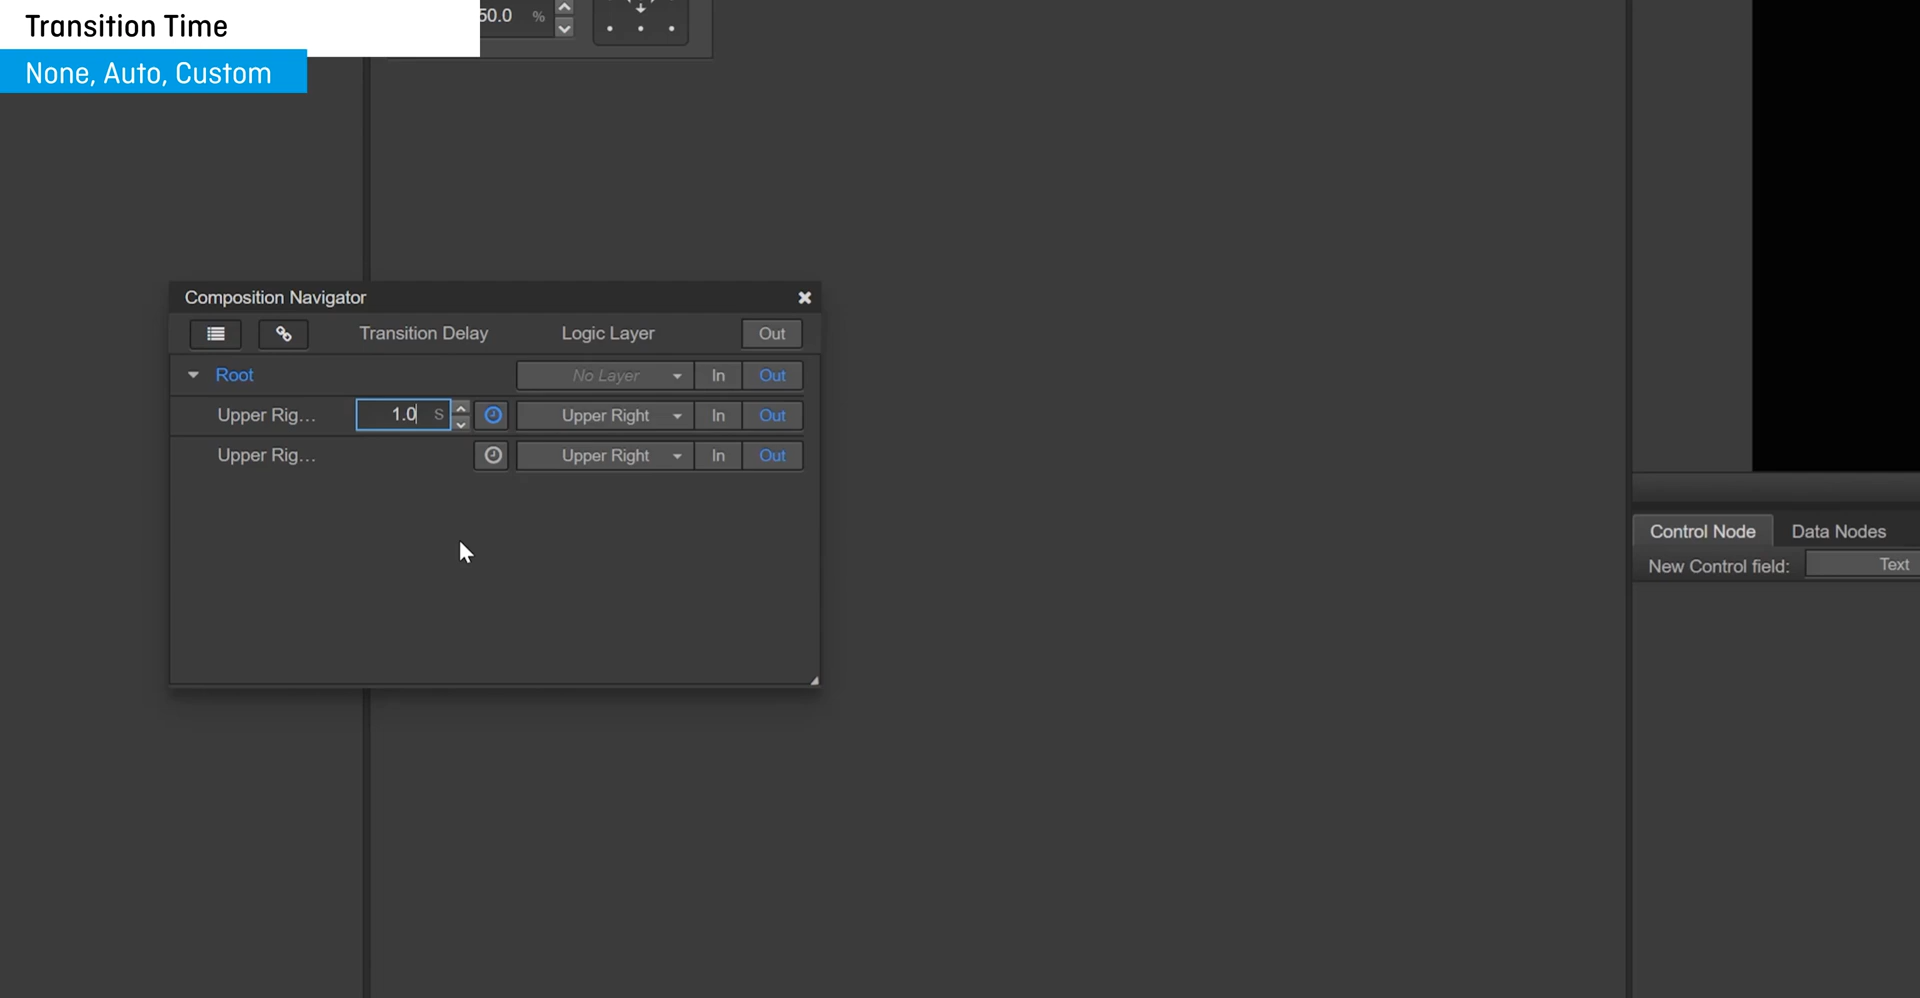 Transition Time
50.0 %
None, Auto, Custom
Composition Navigator
Transition Delay Logic Layer Out
Root No Layer In Out
Upper Rig... 1.0 S Upper Right In Out
Upper Rig... Upper Right In Out
Control Node Data Nodes
New Control field: Text